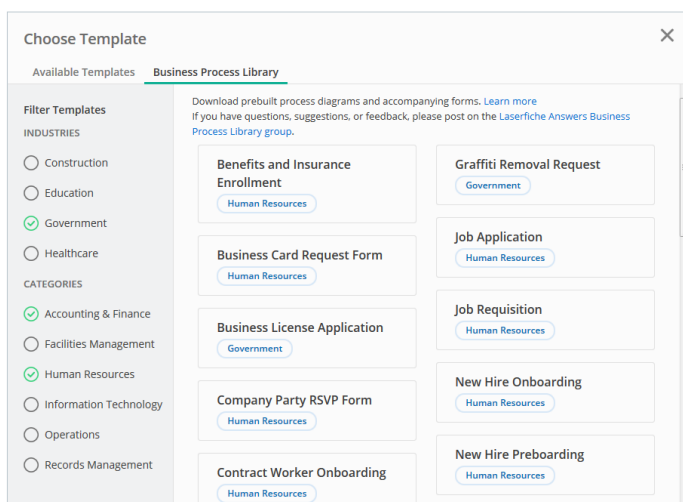 Choose Template
Available Templates
Business Process Library
Filter Templates
INDUSTRIES
Construction
Education
Government
Healthcare
CATEGORIES
Accounting & Finance
Facilities Management
Human Resources
Information Technology
Operations
Records Management
Download prebuilt process diagrams and accompanying forms. Learn more
If you have questions, suggestions, or feedback, please post on the Laserfiche Answers Business
Process Library group.
Benefits and Insurance
Enrollment
Human Resources
Business Card Request Form
Human Resources
Business License Application
Government
Company Party RSVP Form
Human Resources
Contract Worker Onboarding
Human Resources
Graffiti Removal Request
Government
Job Application
Human Resources
Job Requisition
Human Resources
New Hire Onboarding
Human Resources
New Hire Preboarding
Human Resources